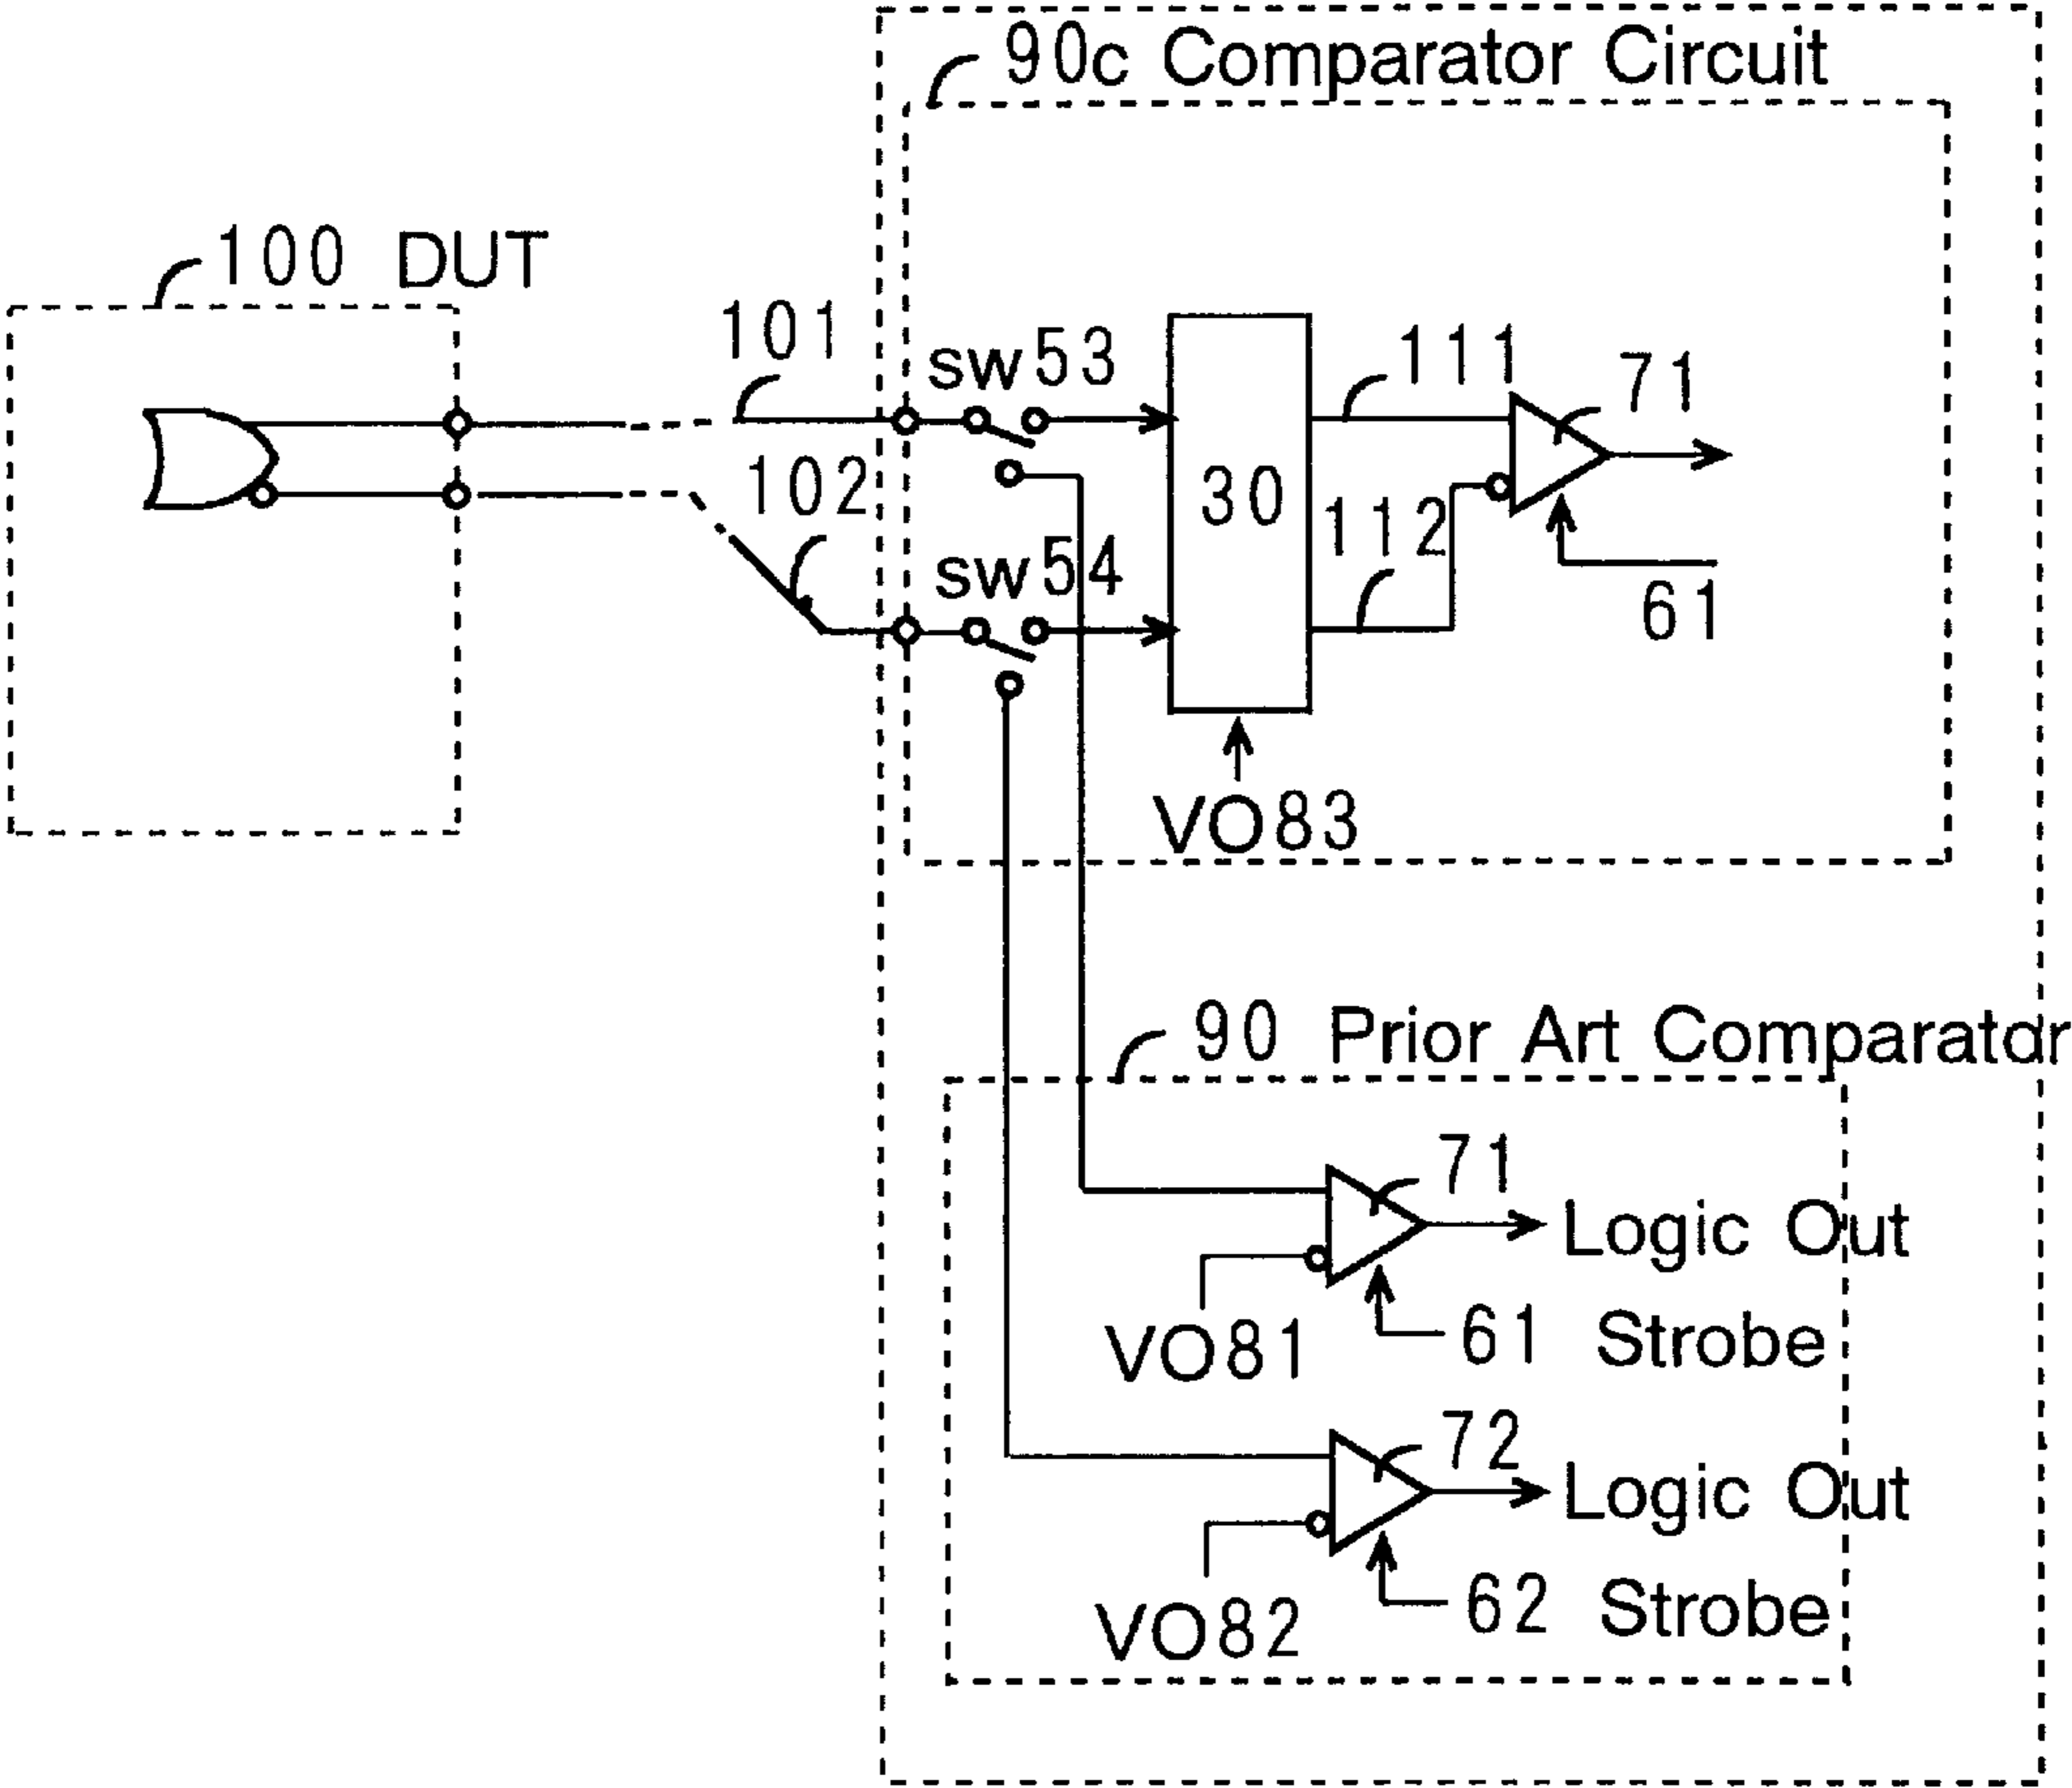 90c Comparator Circuit
100 DUT
101
sw53
111
71
102
30
112
sw54
61
VO83
90 Prior Art Comparator
71
Logic Out
VO81
61 Strobe
72
Logic Out
VO82
62 Strobe